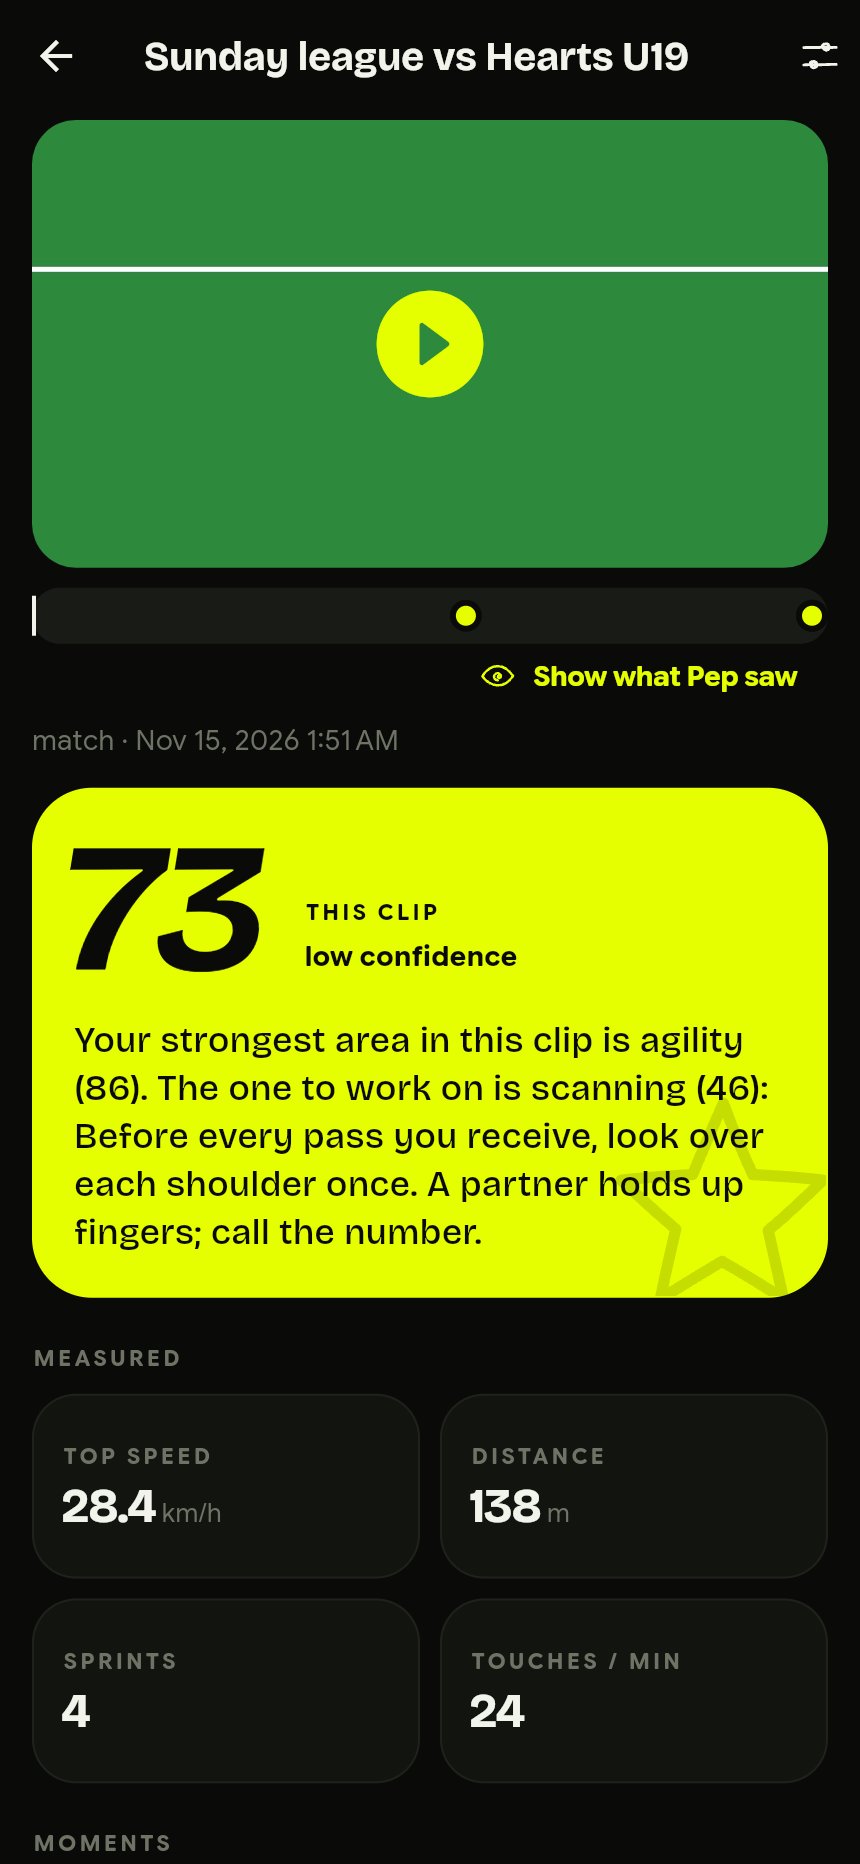 Sunday league vs Hearts U19
Show what Pep saw
match · Nov 15, 2026 1:51 AM
73
THIS CLIP
low confidence
Your strongest area in this clip is agility
(86). The one to work on is scanning (46):
Before every pass you receive, look over
each shoulder once. A partner holds up
fingers; call the number.
MEASURED
TOP SPEED
28.4 km/h
DISTANCE
138 m
SPRINTS
4
TOUCHES / MIN
24
MOMENTS